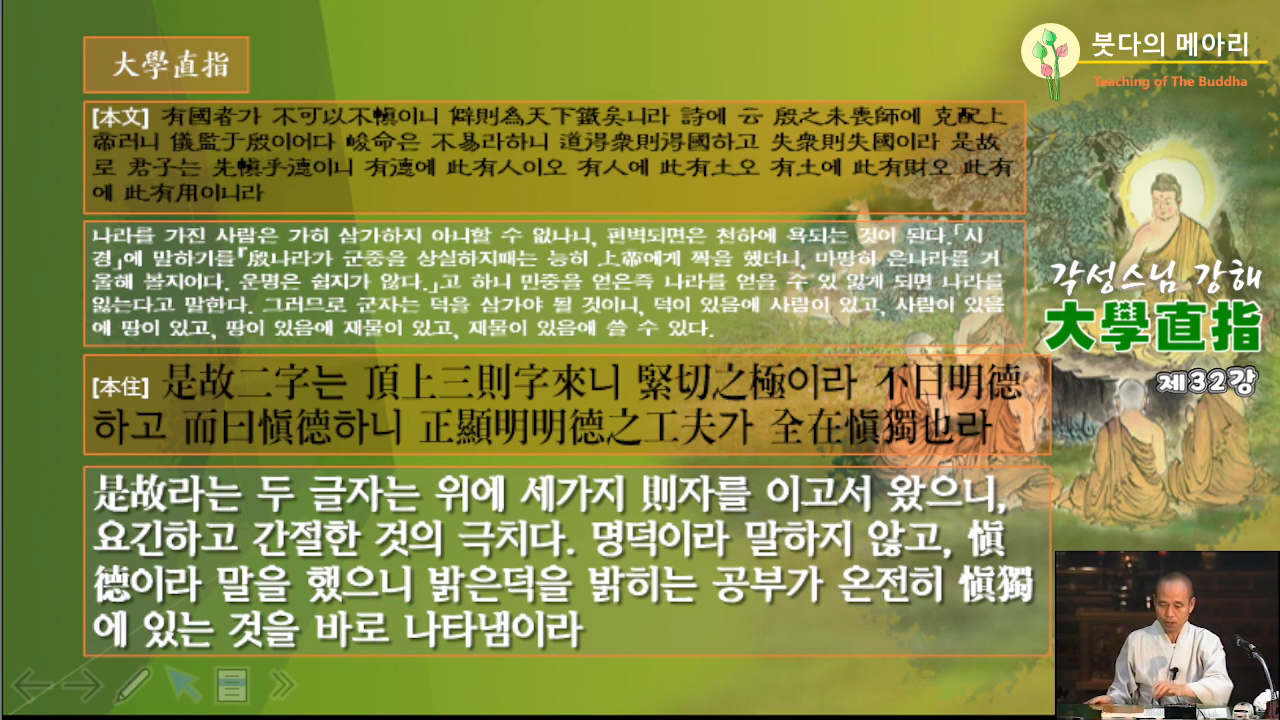 大學直指
붓다의 메아리
Teaching of The Buddha
[本文] 有國者가 不可以不愼이니 辟則為天下鐵矣니라 詩에 云 殷之未喪師에 克配上
帝러니 儀監于殷이어다 峻命은 不易라하니 道淂衆則淂國하고 失衆則失國이라 是故
로 君子는 先愼乎德이니 有德에 此有人이오 有人에 此有土오 有土에 此有財오 此有
에 此有用이니라
나라를 가진 사람은 가히 삼가하지 아니할 수 없나니, 편벽되면은 천하에 욕되는 것이 된다.「시
경」에 말하기를『殷나라가 군중을 상실하지때는 능히 上帝에게 짝을 했더니, 마땅히 은나라를 거
울해 볼지어다. 운명은 쉽지가 않다.』고 하니 민중을 얻은즉 나라를 얻을 수 있 잃게 되면 나라를
잃는다고 말한다. 그러므로 군자는 덕을 삼가야 될 것이니, 덕이 있음에 사람이 있고, 사람이 있음
에 땅이 있고, 땅이 있음에 재물이 있고, 재물이 있음에 쓸 수 있다.
[本住] 是故二字는 頂上三則字來니 緊切之極이라 不曰明德
하고 而曰愼德하니 正顯明明德之工夫가 全在愼獨也라
是故라는 두 글자는 위에 세가지 則자를 이고서 왔으니,
요긴하고 간절한 것의 극치다. 명덕이라 말하지 않고, 愼
德이라 말을 했으니 밝은덕을 밝히는 공부가 온전히 愼獨
에 있는 것을 바로 나타냄이라
각성스님 강해
大學直指
제32강